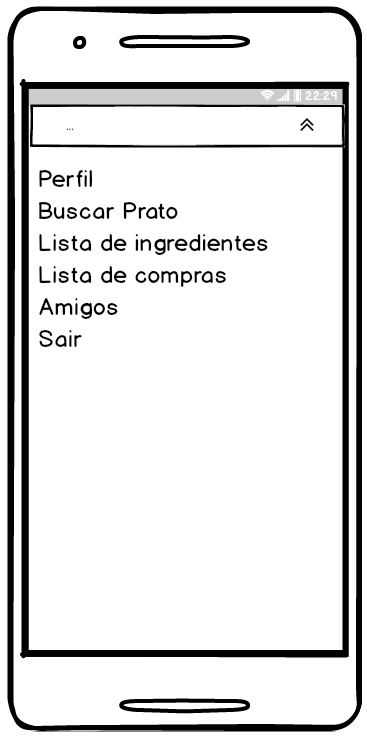 22:29
...
Perfil
Buscar Prato
Lista de ingredientes
Lista de compras
Amigos
Sair